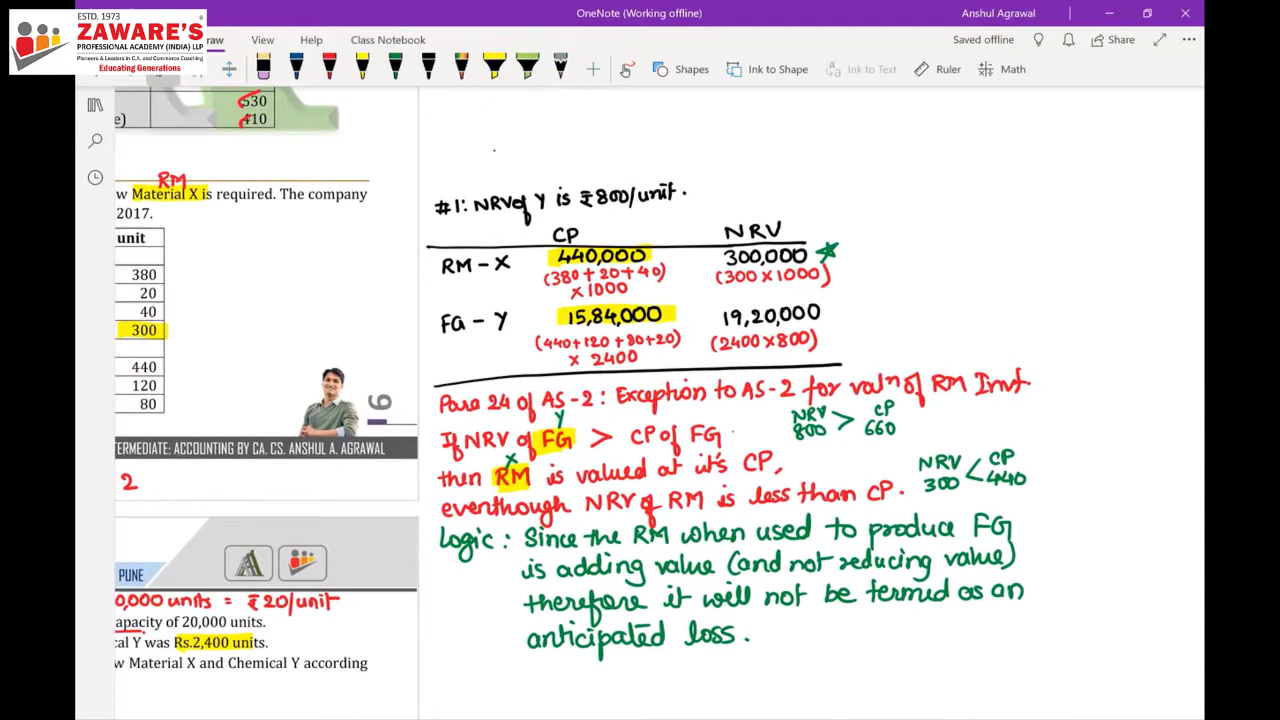 ESTD. 1973
ZAWARE'S
PROFESSIONAL ACADEMY (INDIA) LLP
Pioneers & Leaders in C.A. and Commerce Coaching
Educating Generations
OneNote (Working offline)
Anshul Agrawal
raw View Help Class Notebook
Saved offline Share
Shapes Ink to Shape Ink to Text Ruler Math
530
e) 410
RM
w Material X is required. The company
2017.
unit
380
20
40
300
440
120
80
6
TERMEDIATE: ACCOUNTING BY CA. CS. ANSHUL A. AGRAWAL
2
PUNE
0,000 units = ₹20/unit
apacity of 20,000 units.
cal Y was Rs.2,400 units.
w Material X and Chemical Y according
#1: NRV of Y is ₹800/unit.
CP NRV
RM - X 440,000 300,000
(380+20+40) (300 x 1000)
x 1000
FG - Y 15,84,000 19,20,000
(440+120+80+20) (2400 x 800)
x 2400
Para 24 of AS-2: Exception to AS-2 for valn of RM Invt
Y NRV 800 > CP 660
If NRV of FG > CP of FG
X
then RM is valued at it's CP, NRV 300 < CP 440
eventhough NRV of RM is less than CP.
Logic: Since the RM when used to produce FG
is adding value (and not reducing value)
therefore it will not be termed as an
anticipated loss.